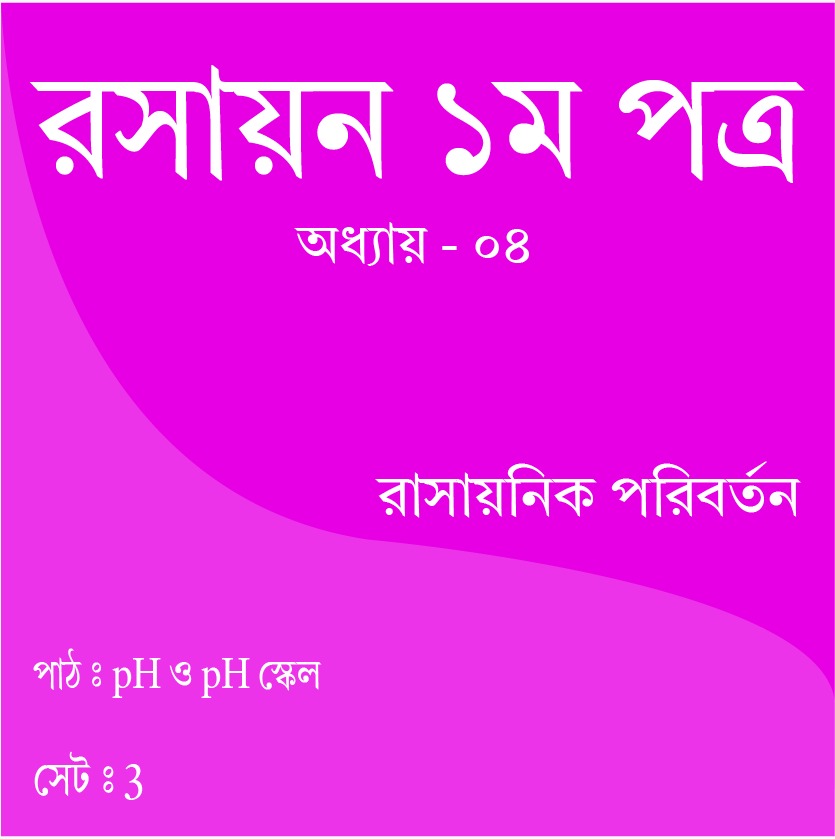 রসায়ন ১ম পত্র
অধ্যায় - ০৪
রাসায়নিক পরিবর্তন
পাঠ ঃ pH ও pH স্কেল
সেট ঃ 3